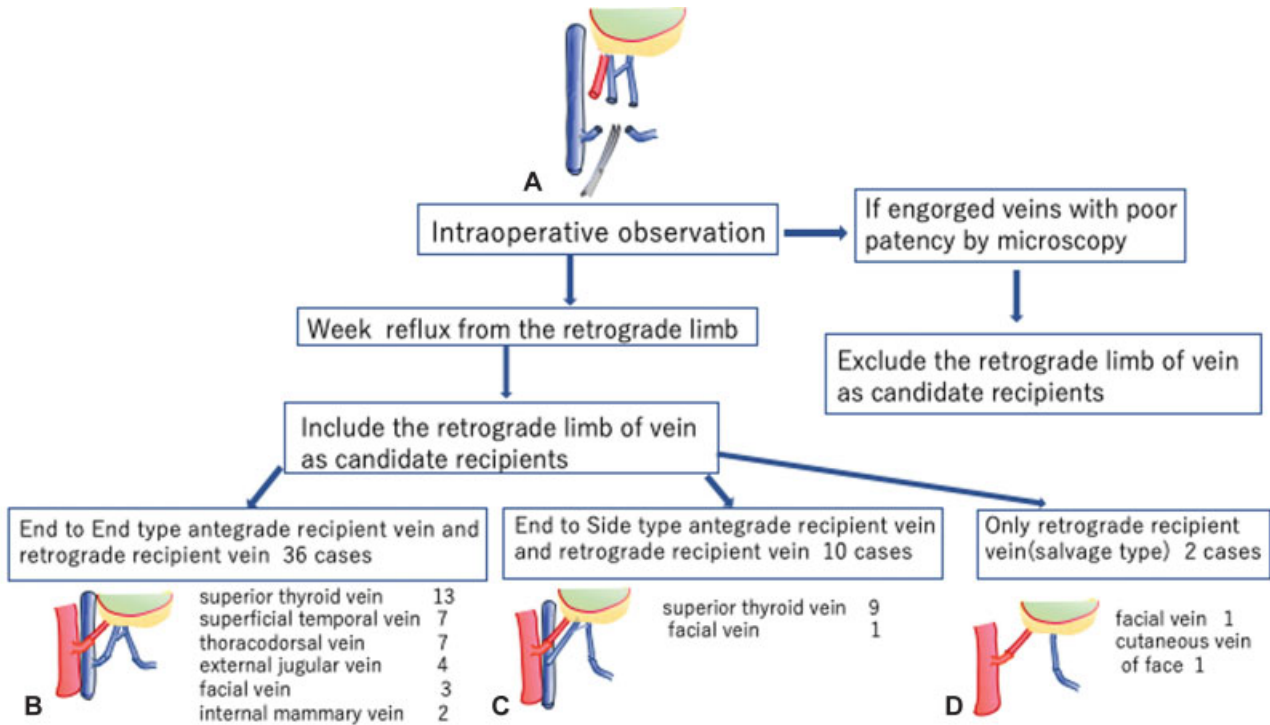 A
Intraoperative observation
If engorged veins with poor
patency by microscopy
Week reflux from the retrograde limb
Exclude the retrograde limb of vein
as candidate recipients
Include the retrograde limb of vein
as candidate recipients
End to End type antegrade recipient vein and
retrograde recipient vein 36 cases
End to Side type antegrade recipient vein
and retrograde recipient vein 10 cases
Only retrograde recipient
vein(salvage type) 2 cases
superior thyroid vein 13
superficial temporal vein 7
thoracodorsal vein 7
external jugular vein 4
facial vein 3
internal mammary vein 2
B
superior thyroid vein 9
facial vein 1
C
facial vein 1
cutaneous vein
of face 1
D